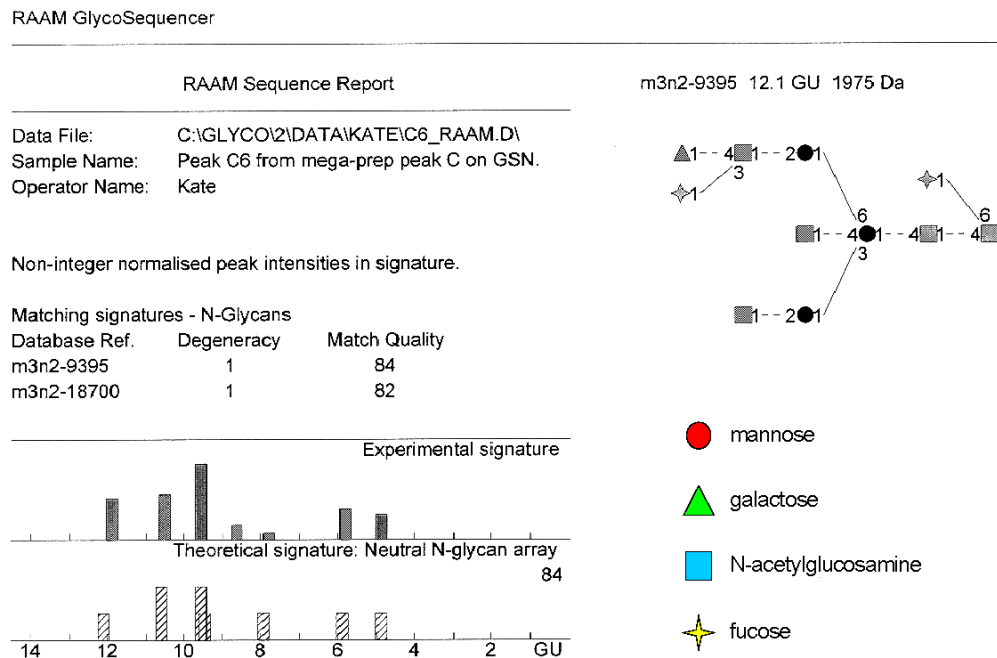 RAAM GlycoSequencer
RAAM Sequence Report
Data File: C:\GLYCO\2\DATA\KATE\C6_RAAM.D\
Sample Name: Peak C6 from mega-prep peak C on GSN.
Operator Name: Kate
Non-integer normalised peak intensities in signature.
Matching signatures - N-Glycans
Database Ref. Degeneracy Match Quality
m3n2-9395 1 84
m3n2-18700 1 82
Experimental signature
Theoretical signature: Neutral N-glycan array
84
14 12 10 8 6 4 2 GU
m3n2-9395 12.1 GU 1975 Da
1 - - 4 1 - - 2 1
3
1
1
6
6
1 - - 4 1 - - 4 1 - - 4
3
1 - - 2 1
mannose
galactose
N-acetylglucosamine
fucose